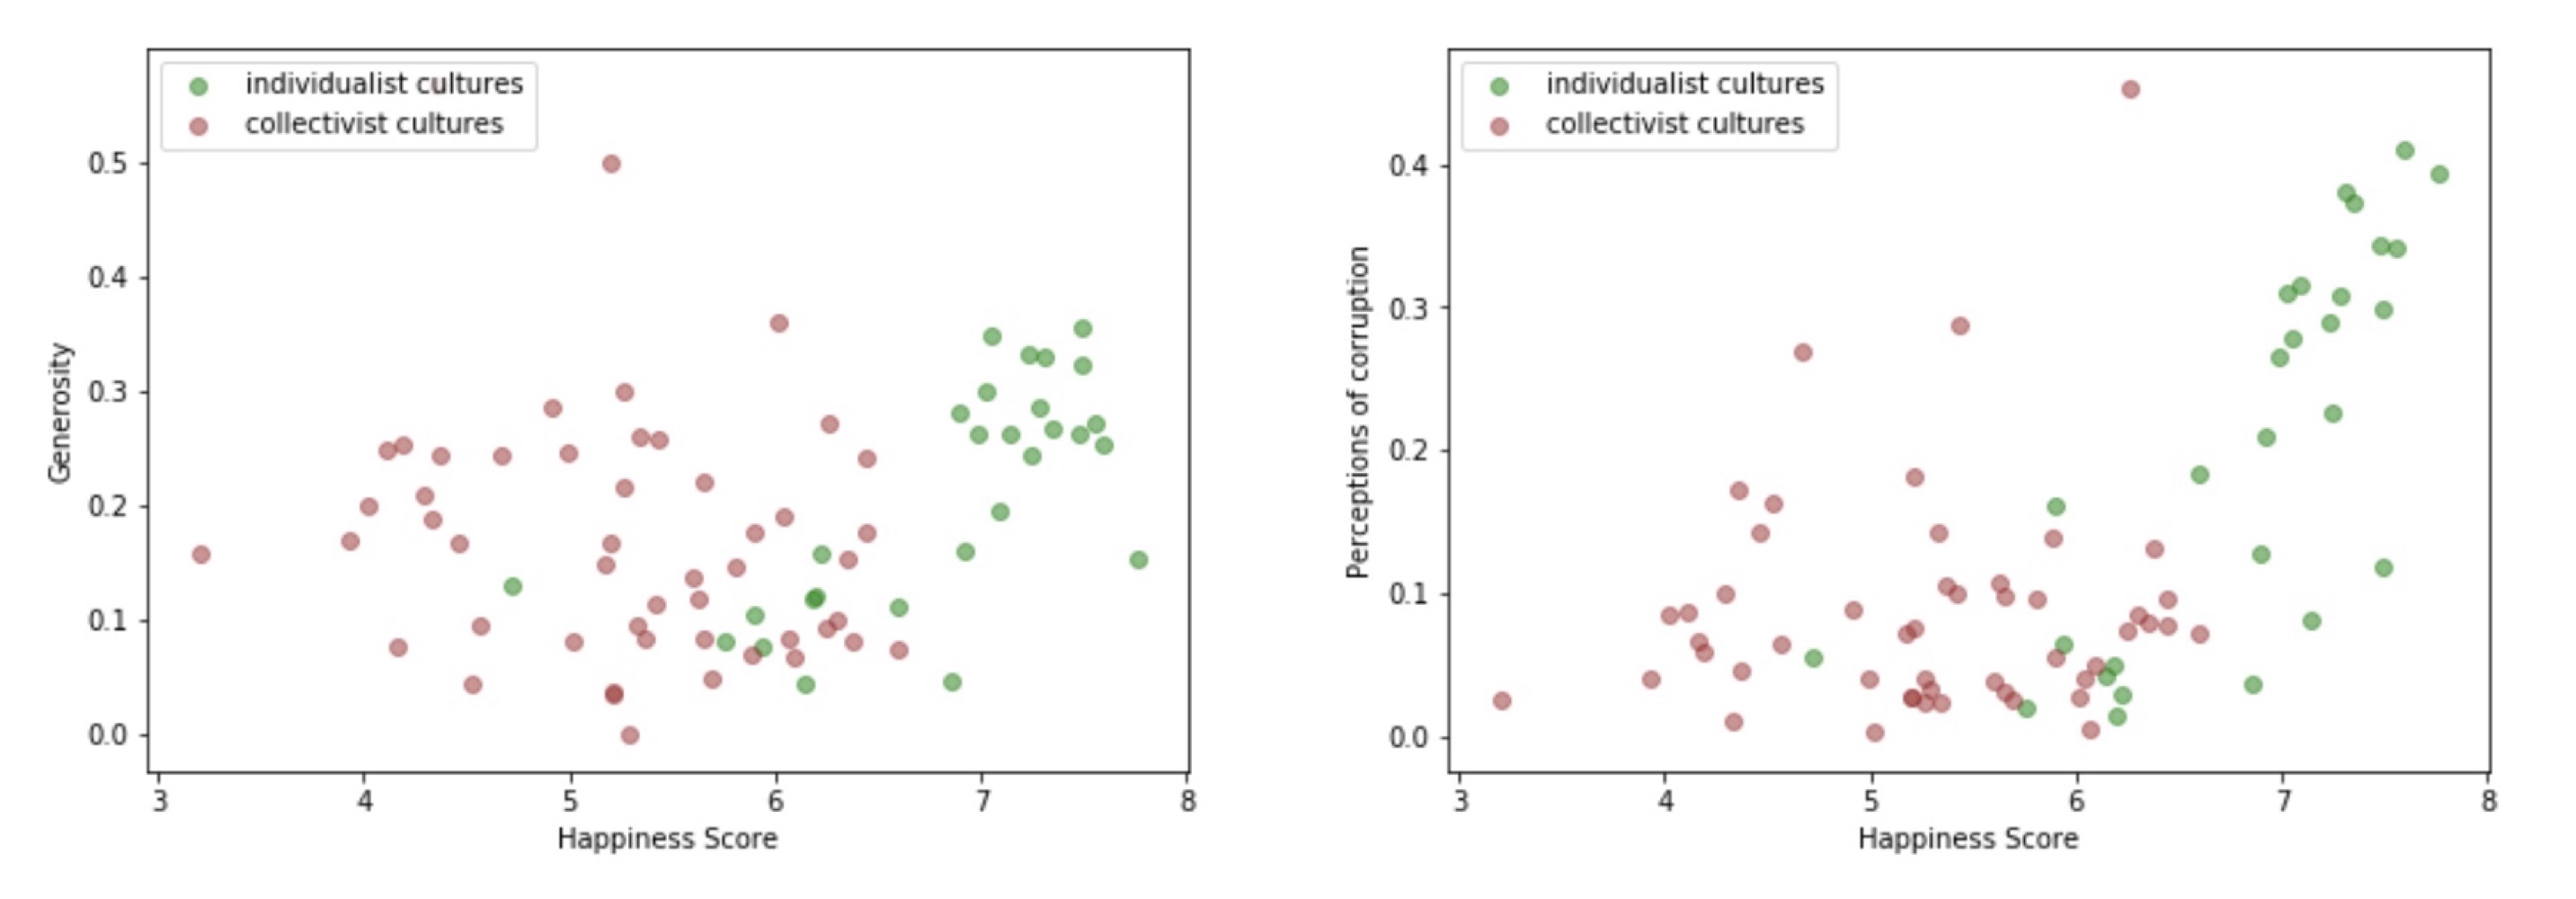 individualist cultures
collectivist cultures
0.5
0.4
0.3
0.2
0.1
0.0
Generosity
3 4 5 6 7 8
Happiness Score
individualist cultures
collectivist cultures
0.4
0.3
0.2
0.1
0.0
Perceptions of corruption
3 4 5 6 7 8
Happiness Score